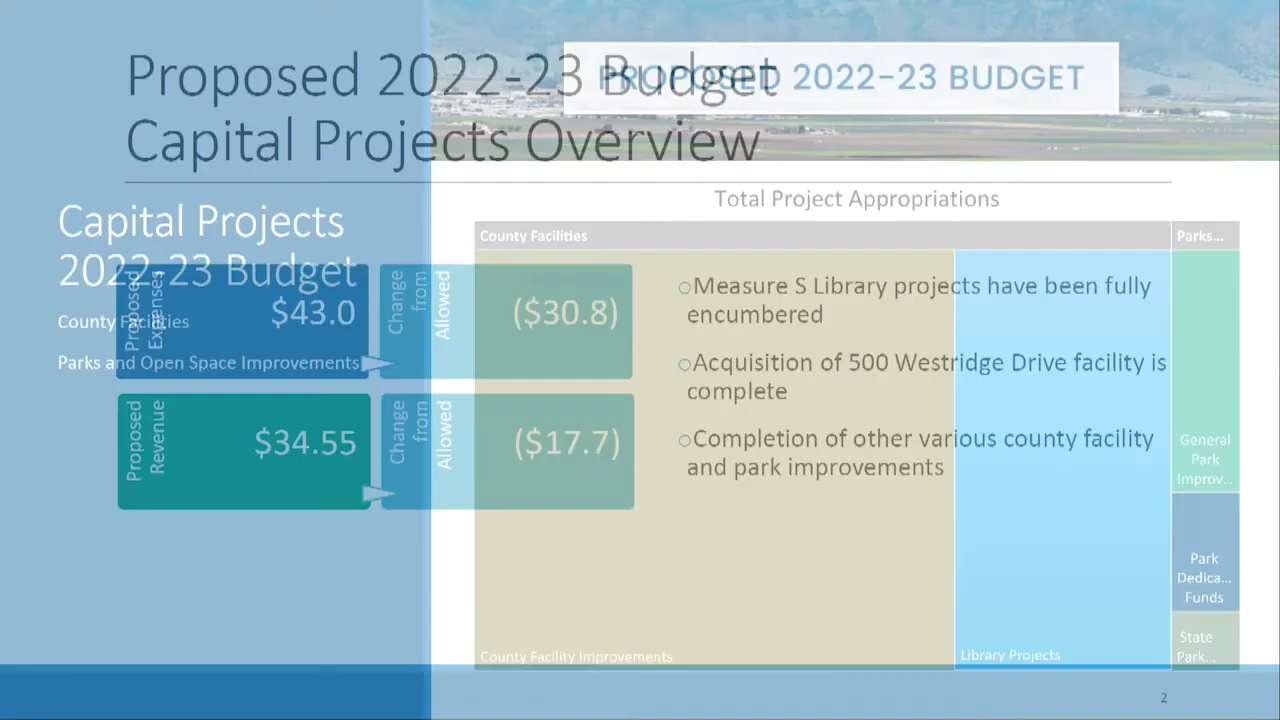 Proposed 2022-23 Budget
Capital Projects Overview
PROPOSED 2022-23 BUDGET
Capital Projects
2022-23 Budget
County Facilities
Parks and Open Space Improvements
Proposed
Expenses
$43.0
Change
from
Allowed
($30.8)
Proposed
Revenue
$34.55
Change
from
Allowed
($17.7)
○Measure S Library projects have been fully
encumbered
○Acquisition of 500 Westridge Drive facility is
complete
○Completion of other various county facility
and park improvements
Total Project Appropriations
County Facilities
Parks...
County Facility Improvements
Library Projects
General
Park
Improv...
Park
Dedica...
Funds
State
Park...
2